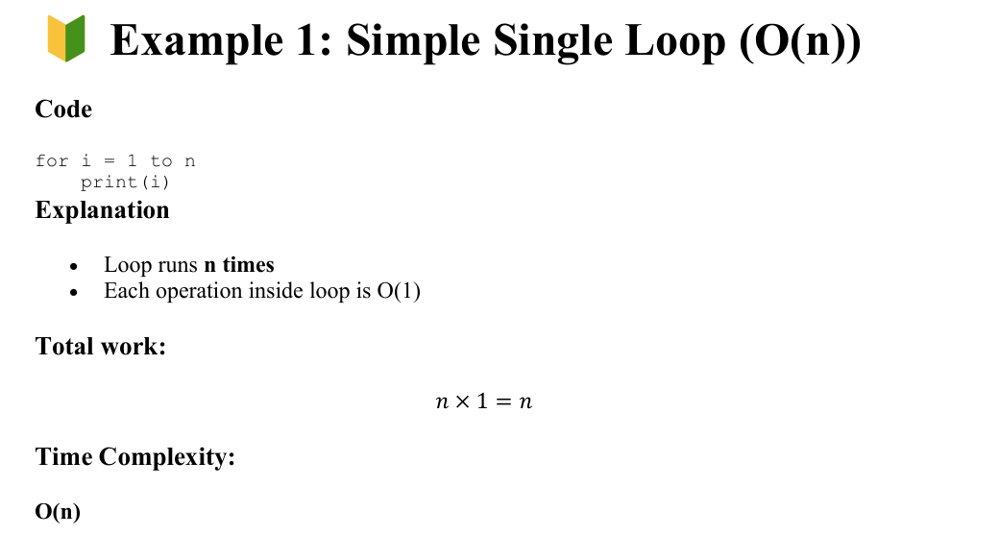 Example 1: Simple Single Loop (O(n))
Code
for i = 1 to n
    print(i)
Explanation
• Loop runs n times
• Each operation inside loop is O(1)
Total work:
n × 1 = n
Time Complexity:
O(n)